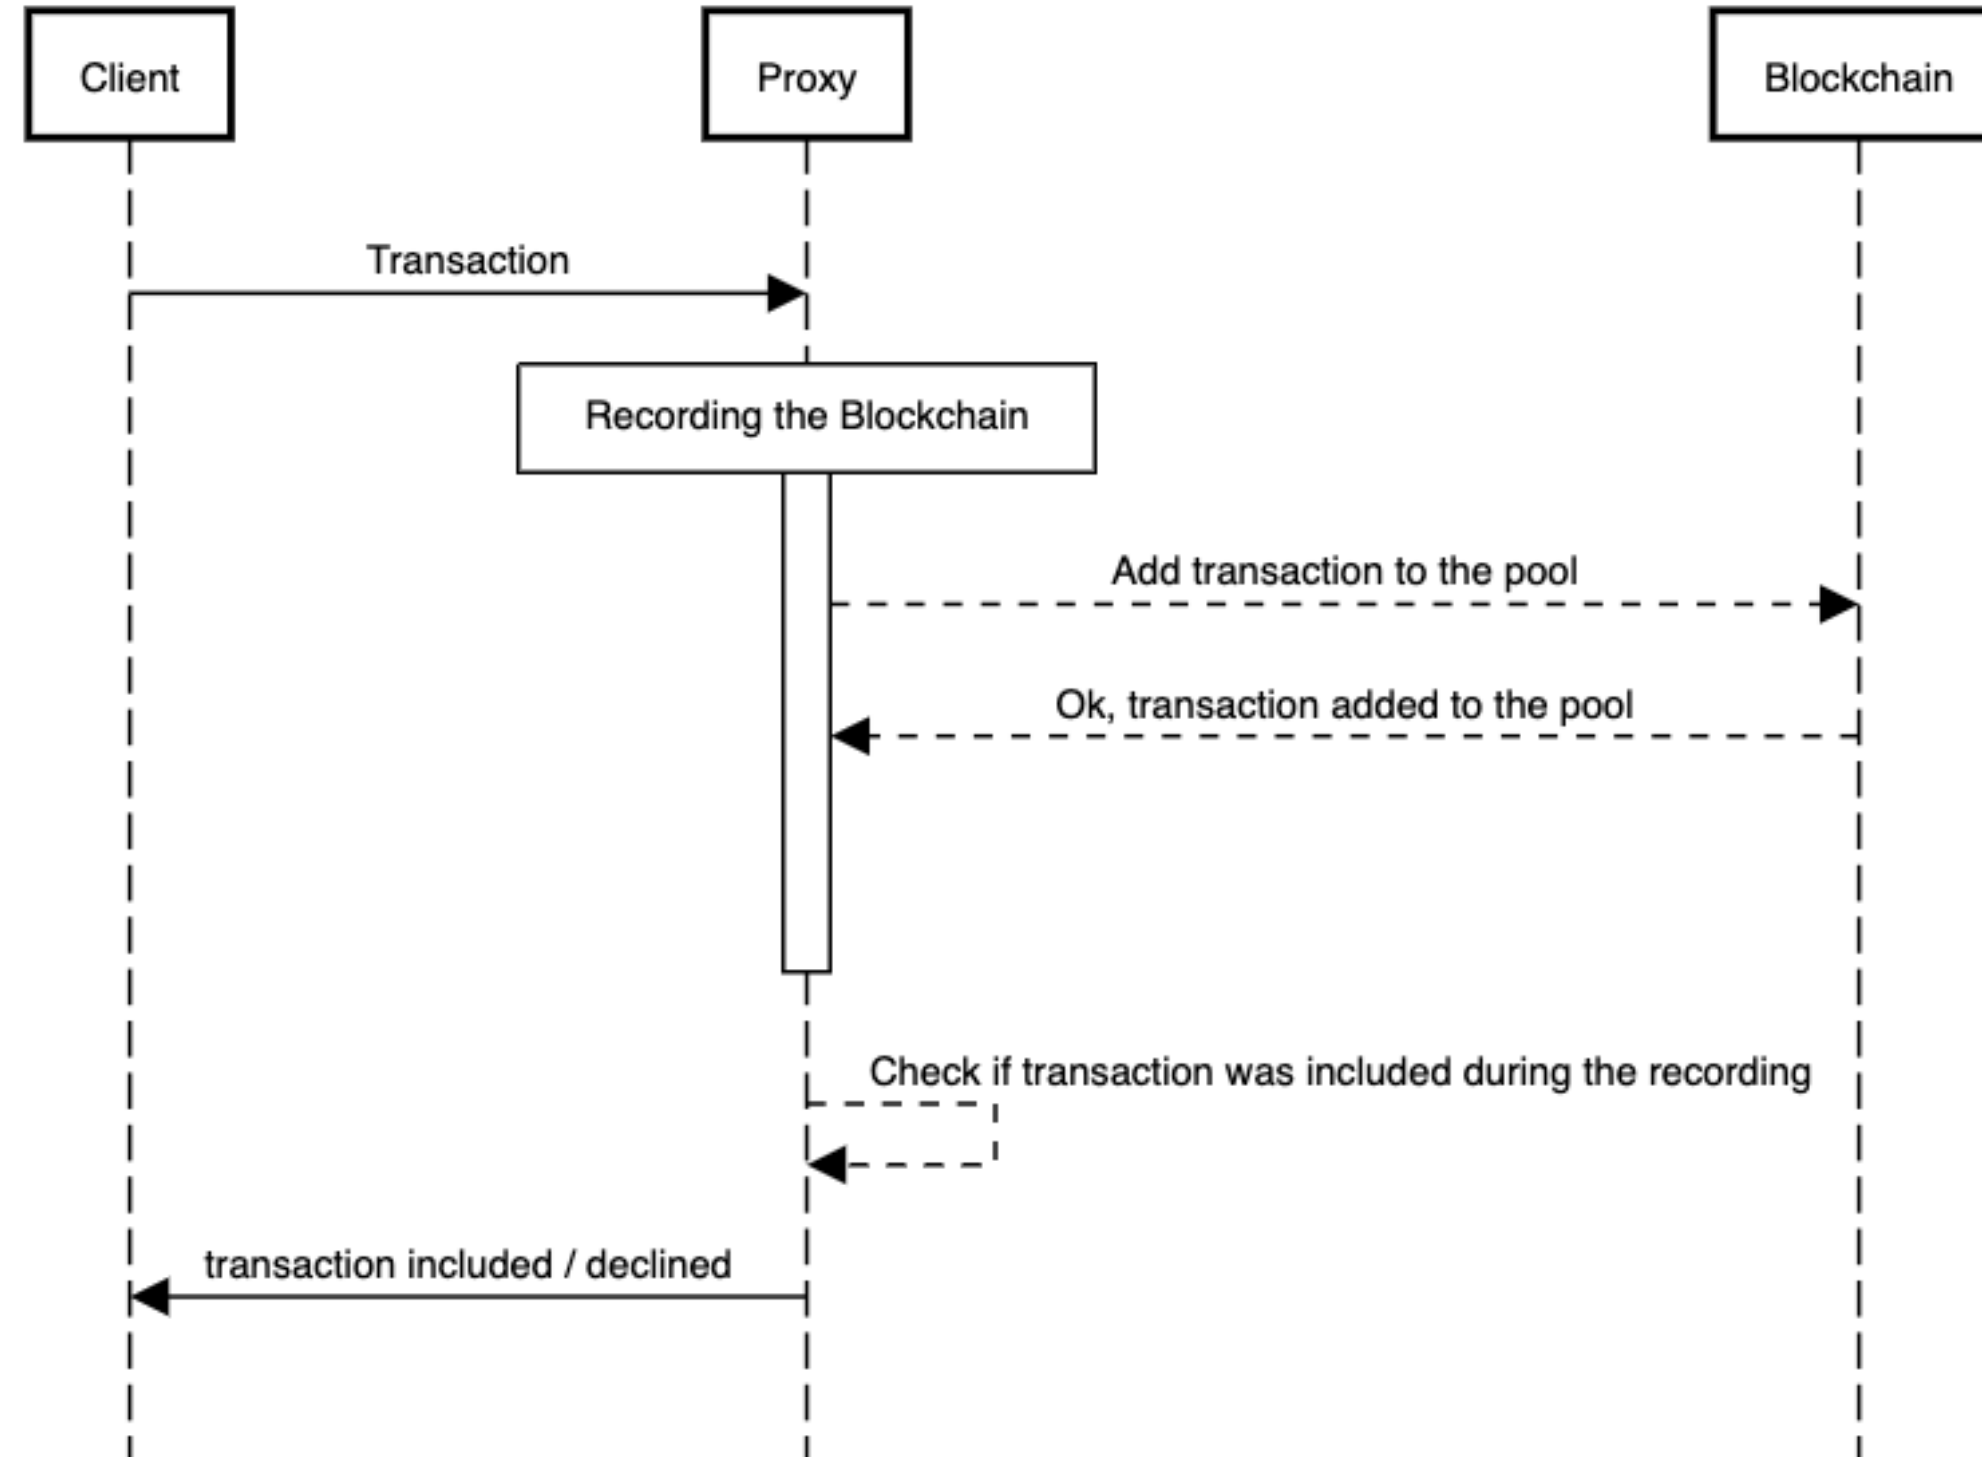 Client
Proxy
Blockchain
Transaction
Recording the Blockchain
Add transaction to the pool
Ok, transaction added to the pool
Check if transaction was included during the recording
transaction included / declined